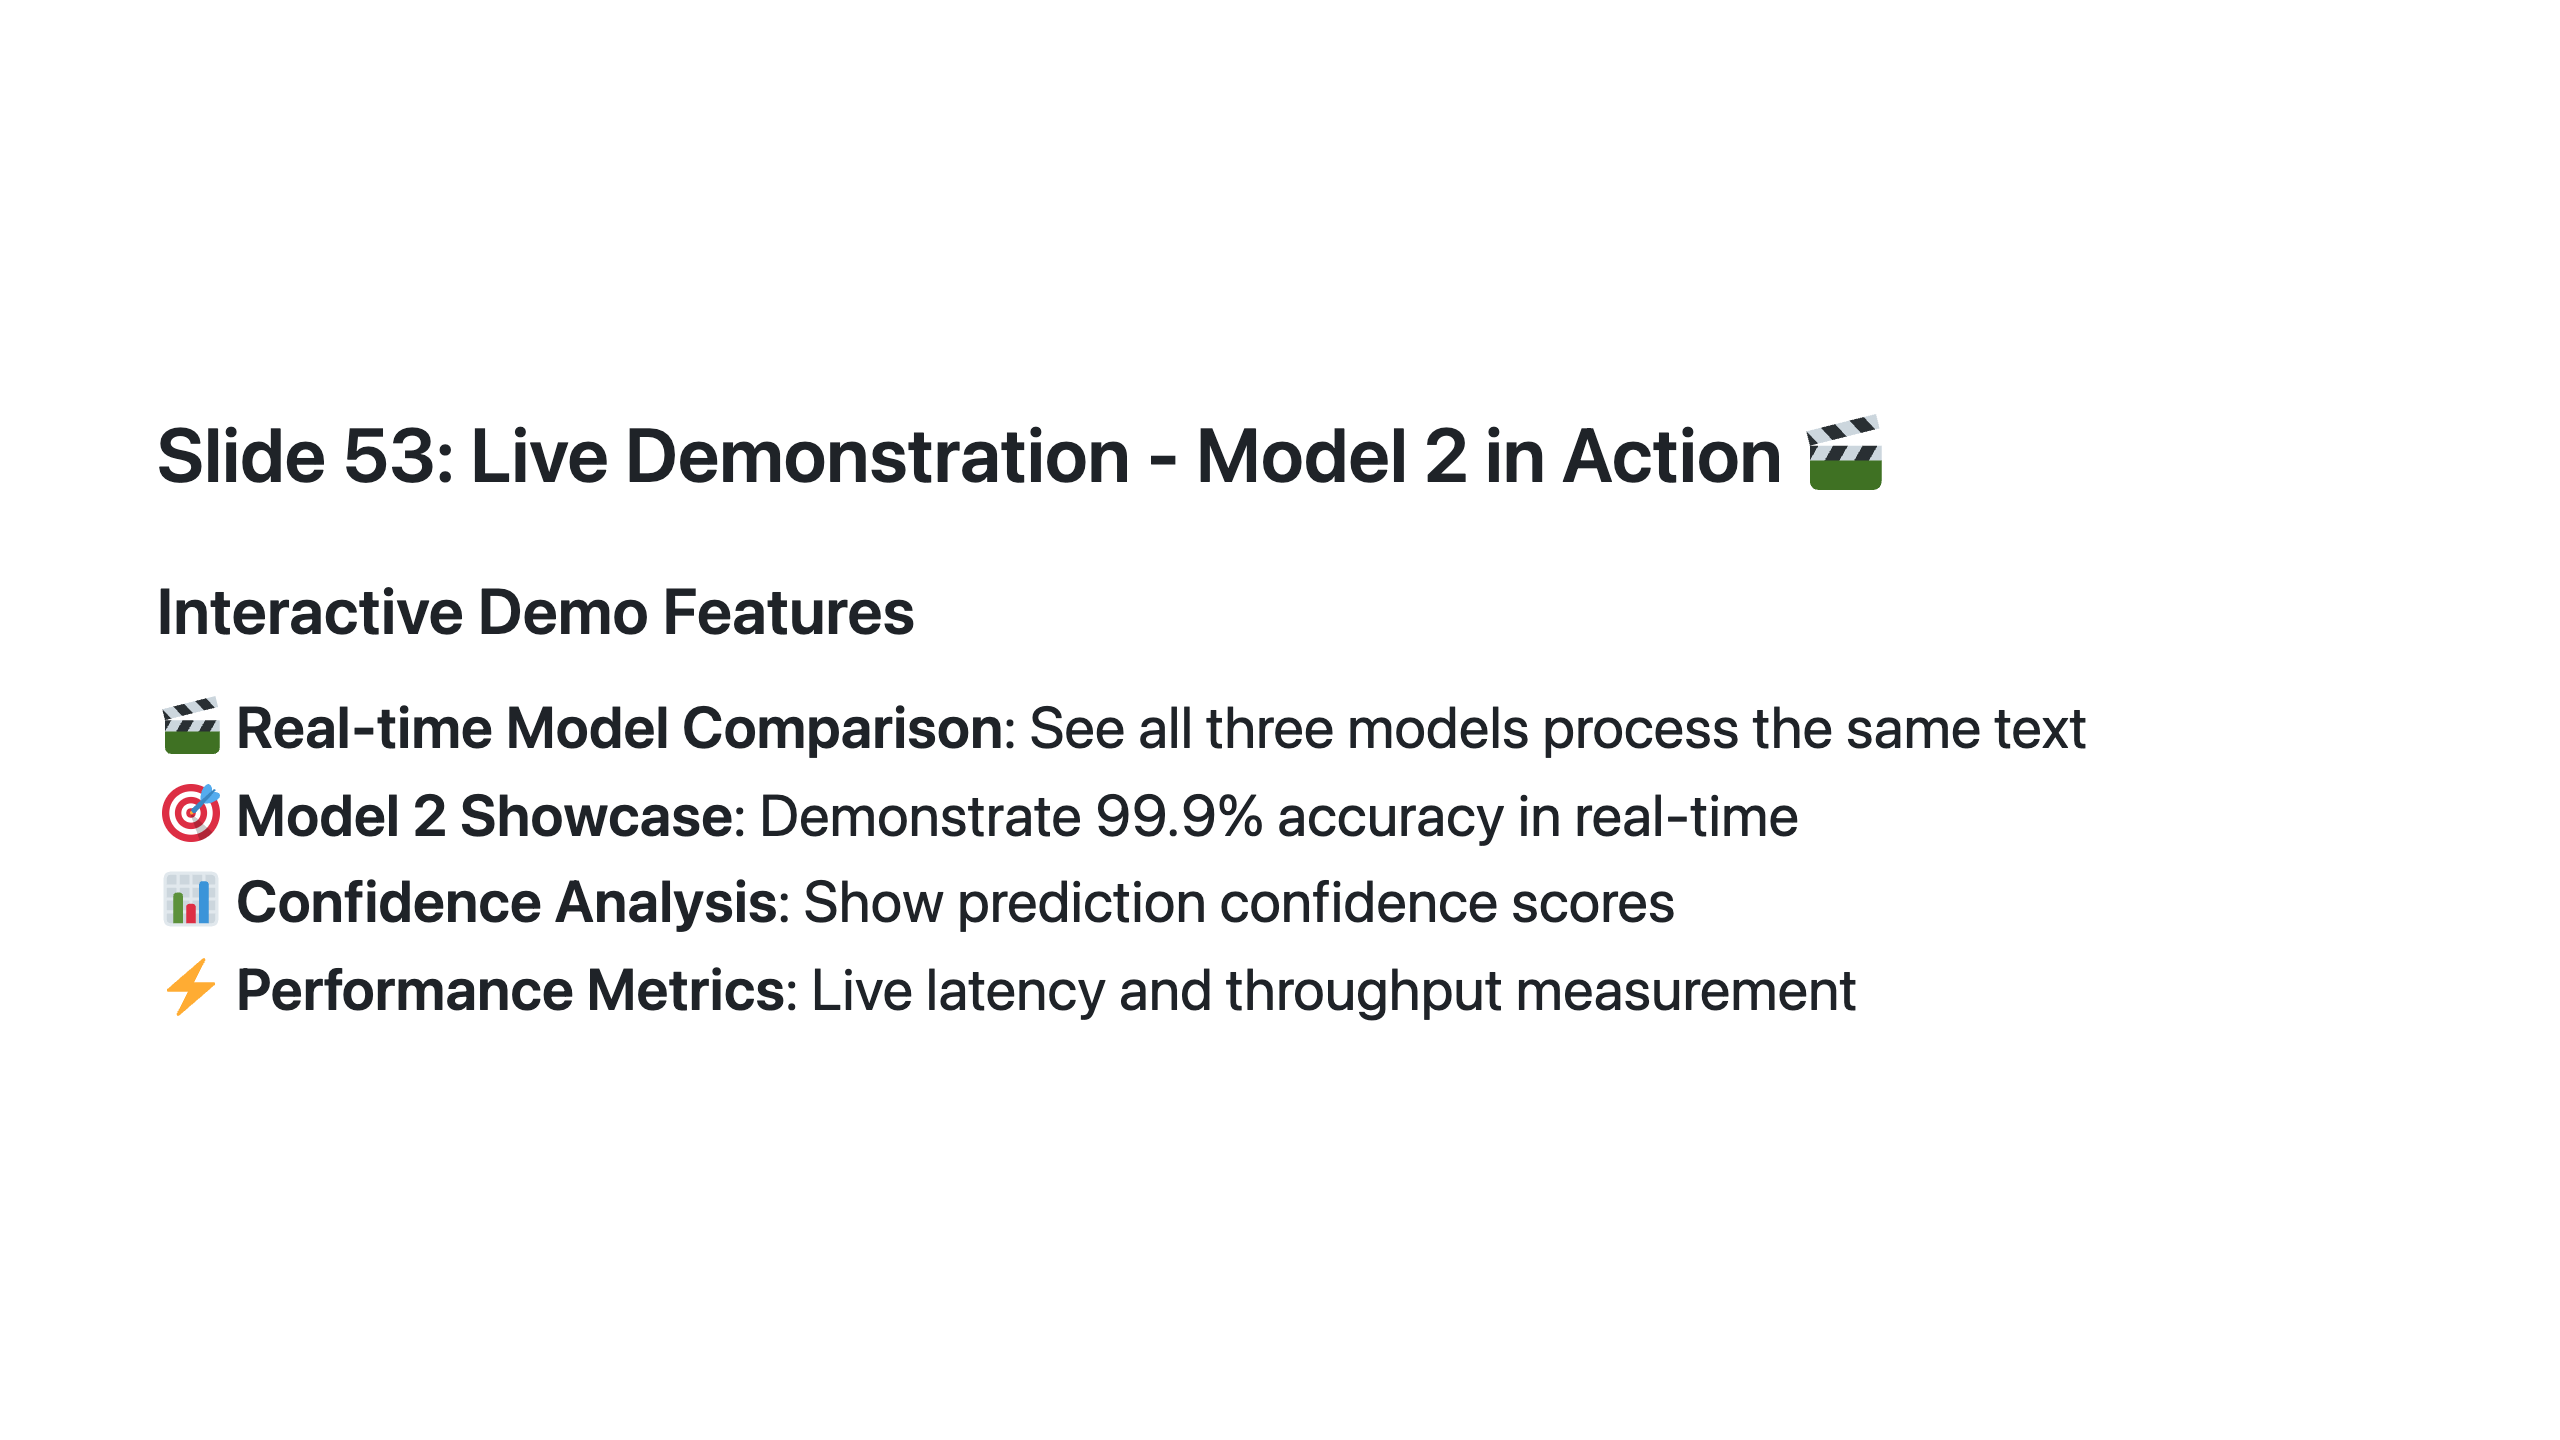 Slide 53: Live Demonstration - Model 2 in Action 🎬
Interactive Demo Features
🎬 Real-time Model Comparison: See all three models process the same text
🎯 Model 2 Showcase: Demonstrate 99.9% accuracy in real-time
📊 Confidence Analysis: Show prediction confidence scores
⚡ Performance Metrics: Live latency and throughput measurement